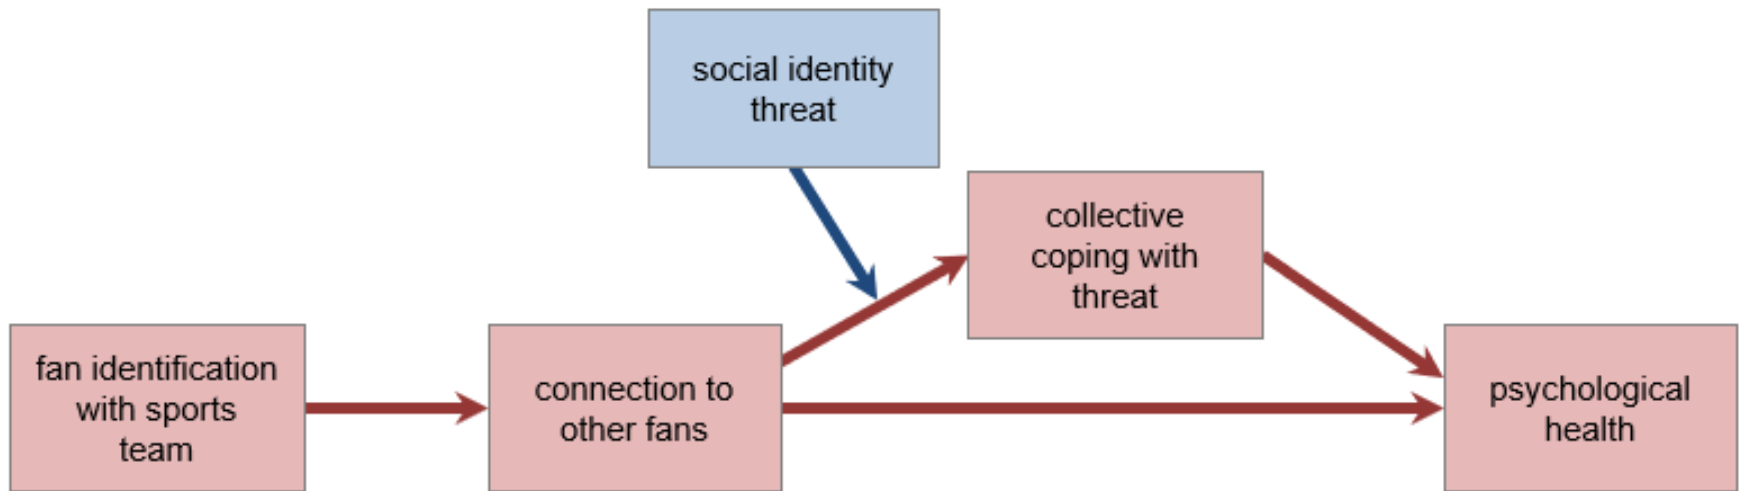 social identity
threat
collective
coping with
threat
fan identification
with sports
team
connection to
other fans
psychological
health